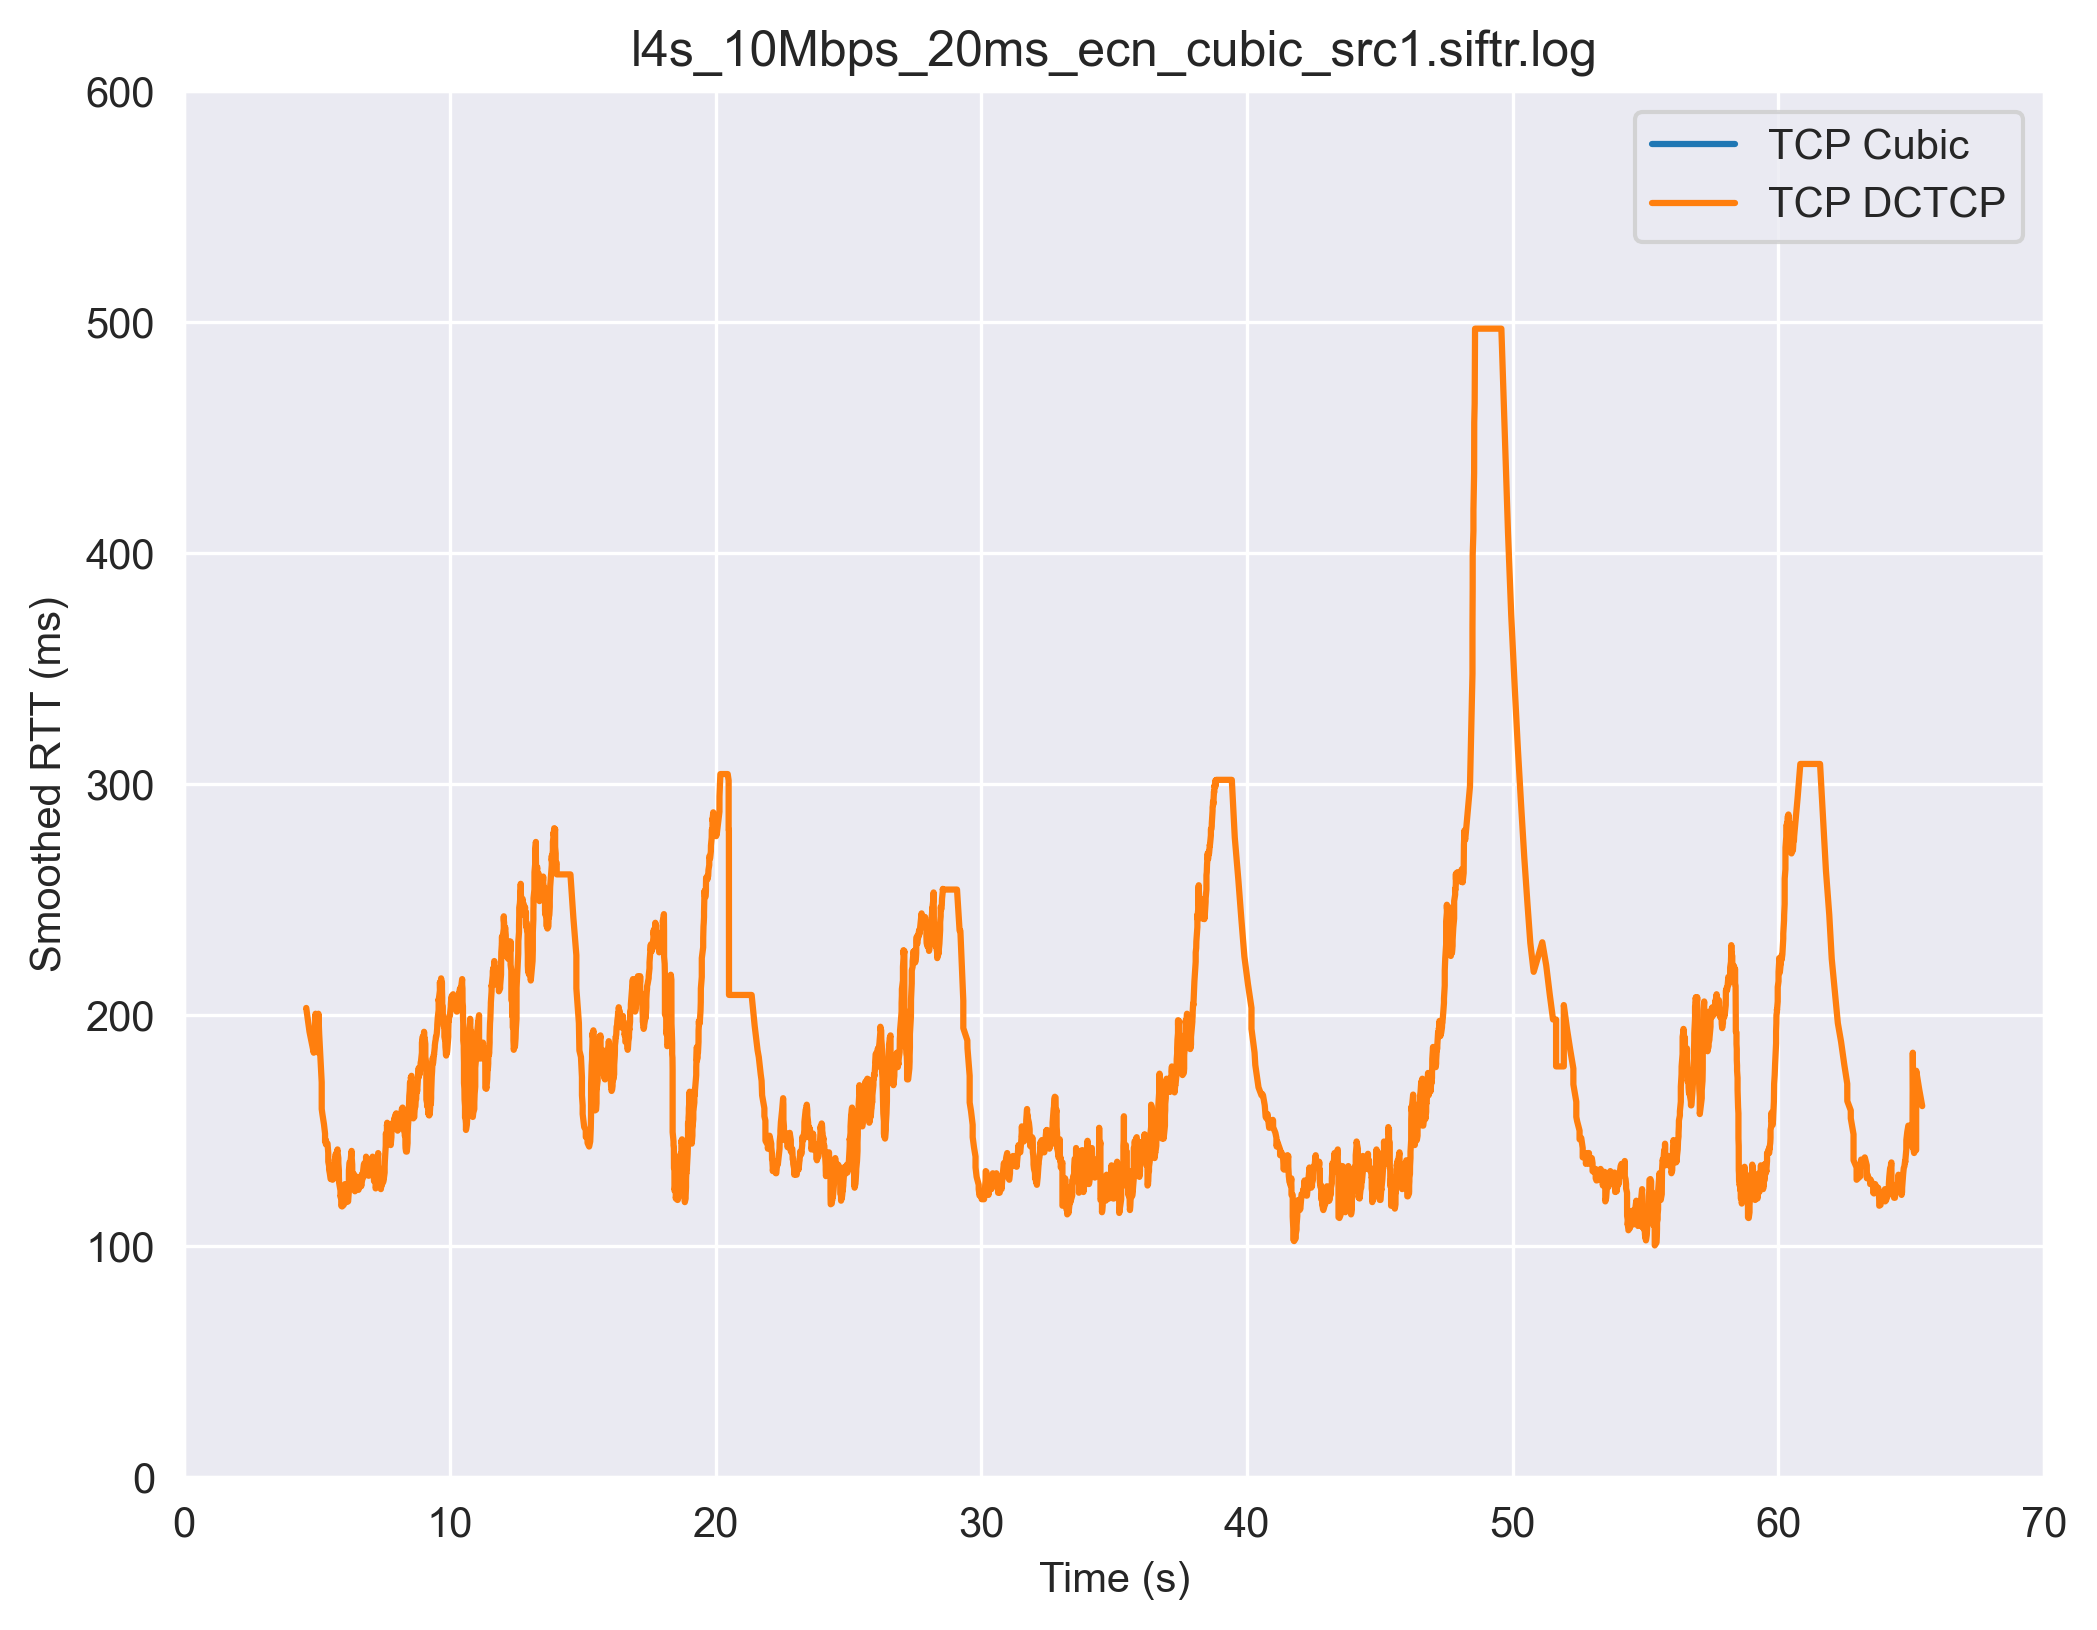 l4s_10Mbps_20ms_ecn_cubic_src1.siftr.log
TCP Cubic
TCP DCTCP
Smoothed RTT (ms)
600
500
400
300
200
100
0
0 10 20 30 40 50 60 70
Time (s)